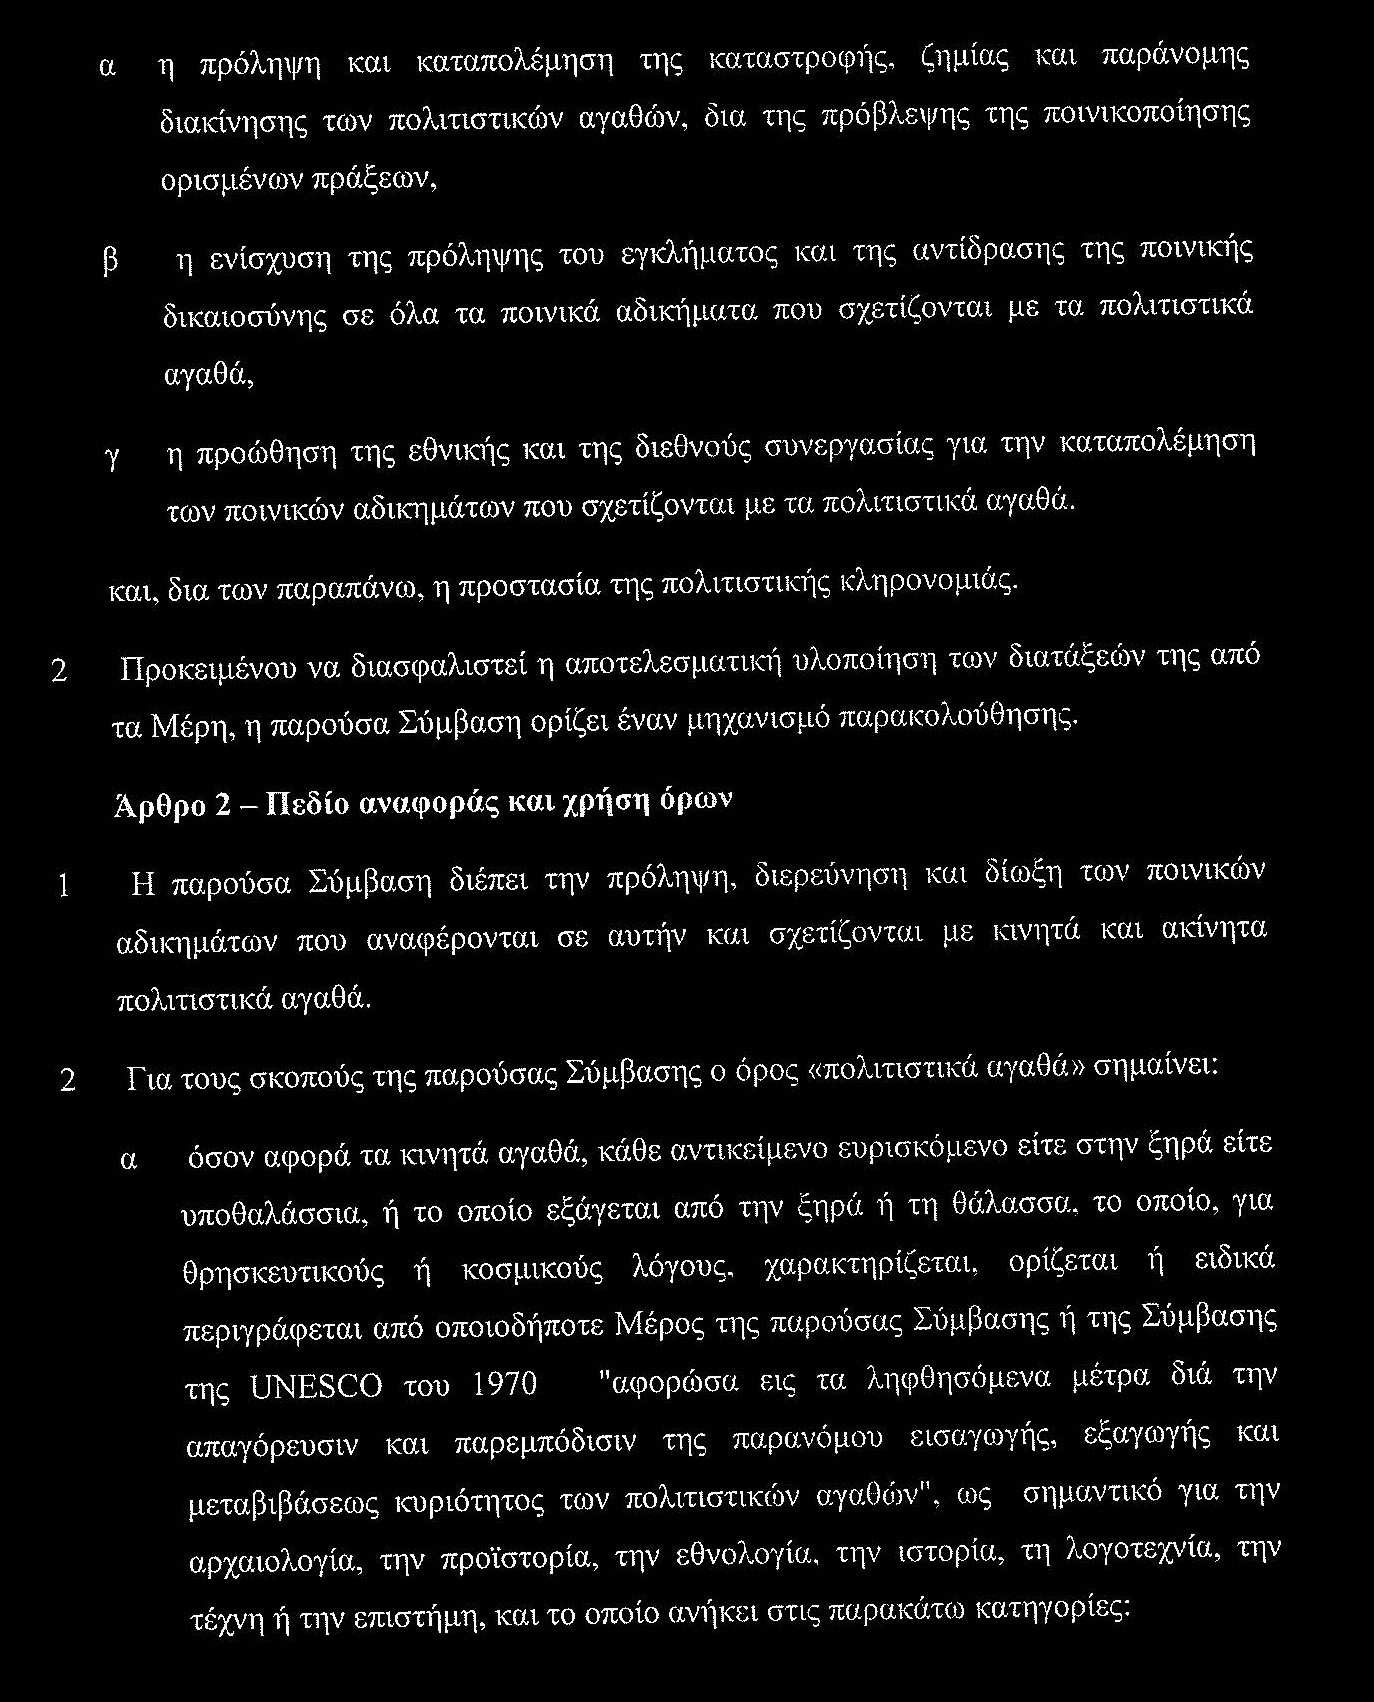 α η πρόληψη και καταπολέμηση της καταστροφής, ζημίας και παράνομης
διακίνησης των πολιτιστικών αγαθών, δια της πρόβλεψης της ποινικοποίησης
ορισμένων πράξεων,
β η ενίσχυση της πρόληψης του εγκλήματος και της αντίδρασης της ποινικής
δικαιοσύνης σε όλα τα ποινικά αδικήματα που σχετίζονται με τα πολιτιστικά
αγαθά,
γ η προώθηση της εθνικής και της διεθνούς συνεργασίας για την καταπολέμηση
των ποινικών αδικημάτων που σχετίζονται με τα πολιτιστικά αγαθά.
και, δια των παραπάνω, η προστασία της πολιτιστικής κληρονομιάς.
2 Προκειμένου να διασφαλιστεί η αποτελεσματική υλοποίηση των διατάξεών της από
τα Μέρη, η παρούσα Σύμβαση ορίζει έναν μηχανισμό παρακολούθησης.
Άρθρο 2 – Πεδίο αναφοράς και χρήση όρων
1 Η παρούσα Σύμβαση διέπει την πρόληψη, διερεύνηση και δίωξη των ποινικών
αδικημάτων που αναφέρονται σε αυτήν και σχετίζονται με κινητά και ακίνητα
πολιτιστικά αγαθά.
2 Για τους σκοπούς της παρούσας Σύμβασης ο όρος «πολιτιστικά αγαθά» σημαίνει:
α όσον αφορά τα κινητά αγαθά, κάθε αντικείμενο ευρισκόμενο είτε στην ξηρά είτε
υποθαλάσσια, ή το οποίο εξάγεται από την ξηρά ή τη θάλασσα, το οποίο, για
θρησκευτικούς ή κοσμικούς λόγους, χαρακτηρίζεται, ορίζεται ή ειδικά
περιγράφεται από οποιοδήποτε Μέρος της παρούσας Σύμβασης ή της Σύμβασης
της UNESCO του 1970 "αφορώσα εις τα ληφθησόμενα μέτρα διά την
απαγόρευσιν και παρεμπόδισιν της παρανόμου εισαγωγής, εξαγωγής και
μεταβιβάσεως κυριότητος των πολιτιστικών αγαθών", ως σημαντικό για την
αρχαιολογία, την προϊστορία, την εθνολογία, την ιστορία, τη λογοτεχνία, την
τέχνη ή την επιστήμη, και το οποίο ανήκει στις παρακάτω κατηγορίες: